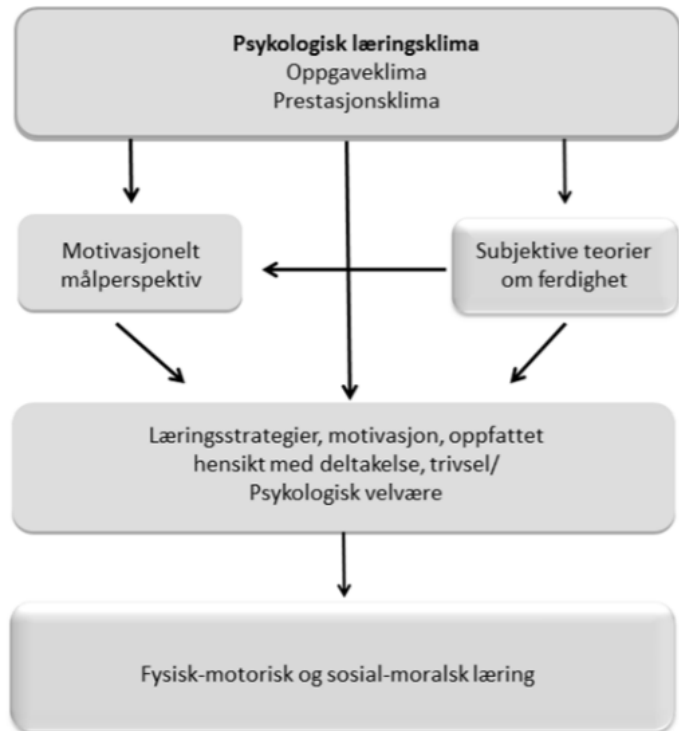 Psykologisk læringsklima
Oppgaveklima
Prestasjonsklima
Motivasjonelt
målperspektiv
Subjektive teorier
om ferdighet
Læringsstrategier, motivasjon, oppfattet
hensikt med deltakelse, trivsel/
Psykologisk velvære
Fysisk-motorisk og sosial-moralsk læring